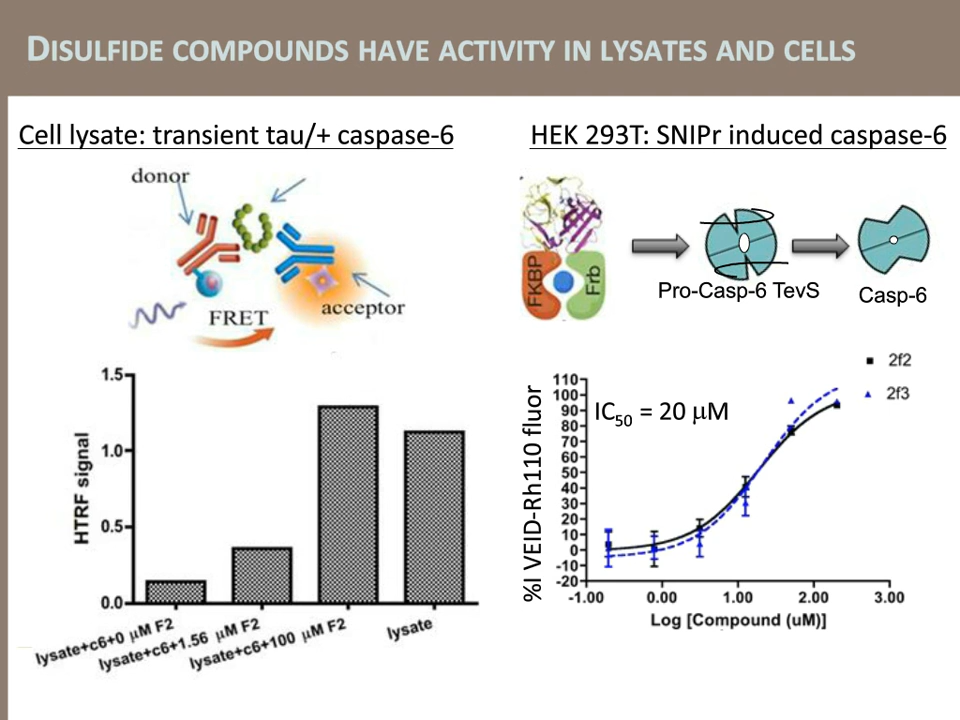 DISULFIDE COMPOUNDS HAVE ACTIVITY IN LYSATES AND CELLS
Cell lysate: transient tau/+ caspase-6
donor
acceptor
FRET
1.5
1.0
0.5
0.0
HTRF signal
lysate+c6+0 μM F2
lysate+c6+1.56 μM F2
lysate+c6+100 μM F2
lysate
HEK 293T: SNIPr induced caspase-6
FKBP
Frb
Pro-Casp-6 TevS
Casp-6
2f2
2f3
IC50 = 20 μM
%I VEID-Rh110 fluor
110
100
90
80
70
60
50
40
30
20
10
0
-10
-20
-1.00
0.00
1.00
2.00
3.00
Log [Compound (uM)]